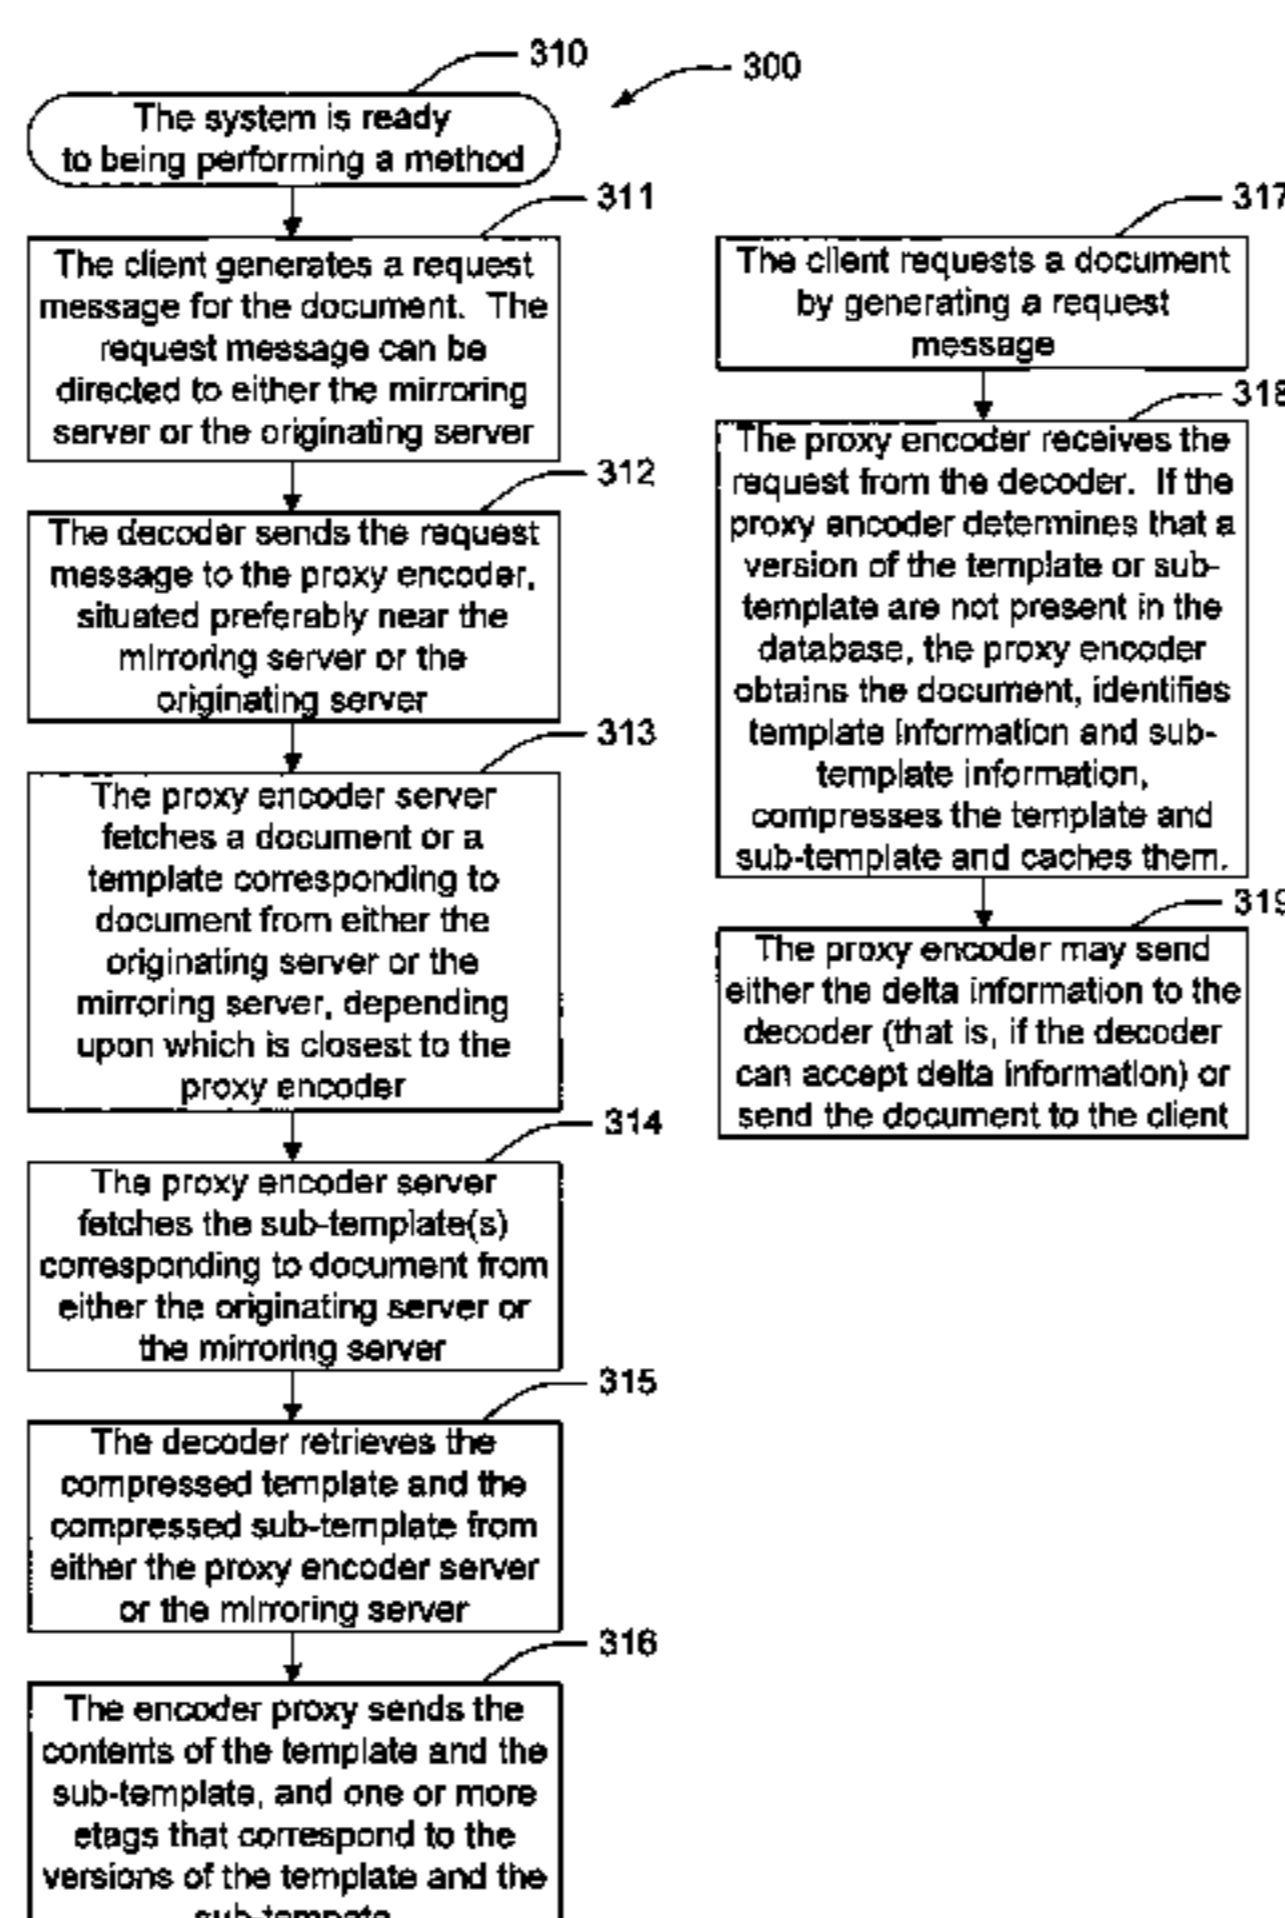 310
300
The system is ready
to being performing a method
311
The client generates a request
message for the document. The
request message can be
directed to either the mirroring
server or the originating server
312
The decoder sends the request
message to the proxy encoder,
situated preferably near the
mirroring server or the
originating server
313
The proxy encoder server
fetches a document or a
template corresponding to
document from either the
originating server or the
mirroring server, depending
upon which is closest to the
proxy encoder
314
The proxy encoder server
fetches the sub-template(s)
corresponding to document from
either the originating server or
the mirroring server
315
The decoder retrieves the
compressed template and the
compressed sub-template from
either the proxy encoder server
or the mirroring server
316
The encoder proxy sends the
contents of the template and the
sub-template, and one or more
etags that correspond to the
versions of the template and the
317
The client requests a document
by generating a request
message
318
The proxy encoder receives the
request from the decoder. If the
proxy encoder determines that a
version of the template or sub-
template are not present in the
database, the proxy encoder
obtains the document, identifies
template information and sub-
template information,
compresses the template and
sub-template and caches them.
319
The proxy encoder may send
either the delta information to the
decoder (that is, if the decoder
can accept delta information) or
send the document to the client